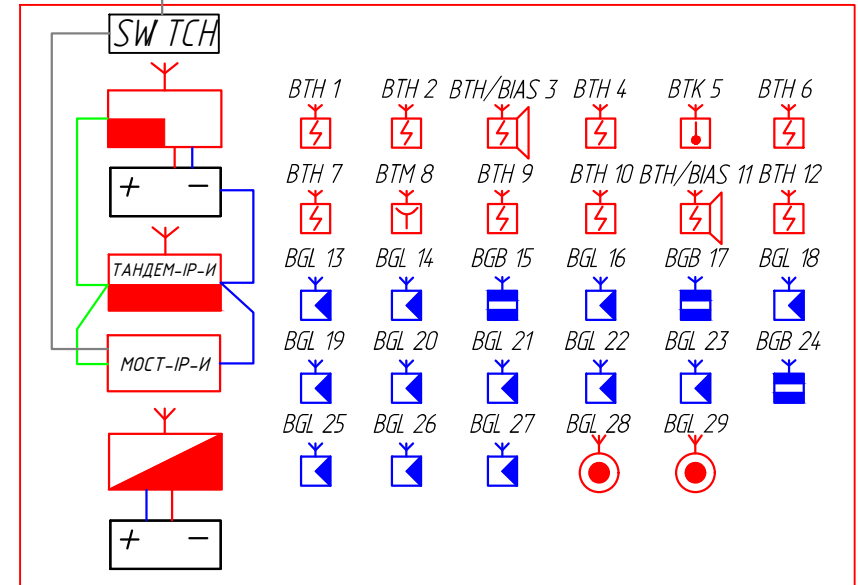 SW TCH
BTH 1 BTH 2 BTH/BIAS 3 BTH 4 BTK 5 BTH 6
+ −
BTH 7 BTM 8 BTH 9 BTH 10 BTH/BIAS 11 BTH 12
ТАНДЕМ-IP-И
BGL 13 BGL 14 BGB 15 BGL 16 BGB 17 BGL 18
МОСТ-IP-И
BGL 19 BGL 20 BGL 21 BGL 22 BGL 23 BGB 24
BGL 25 BGL 26 BGL 27 BGL 28 BGL 29
+ −